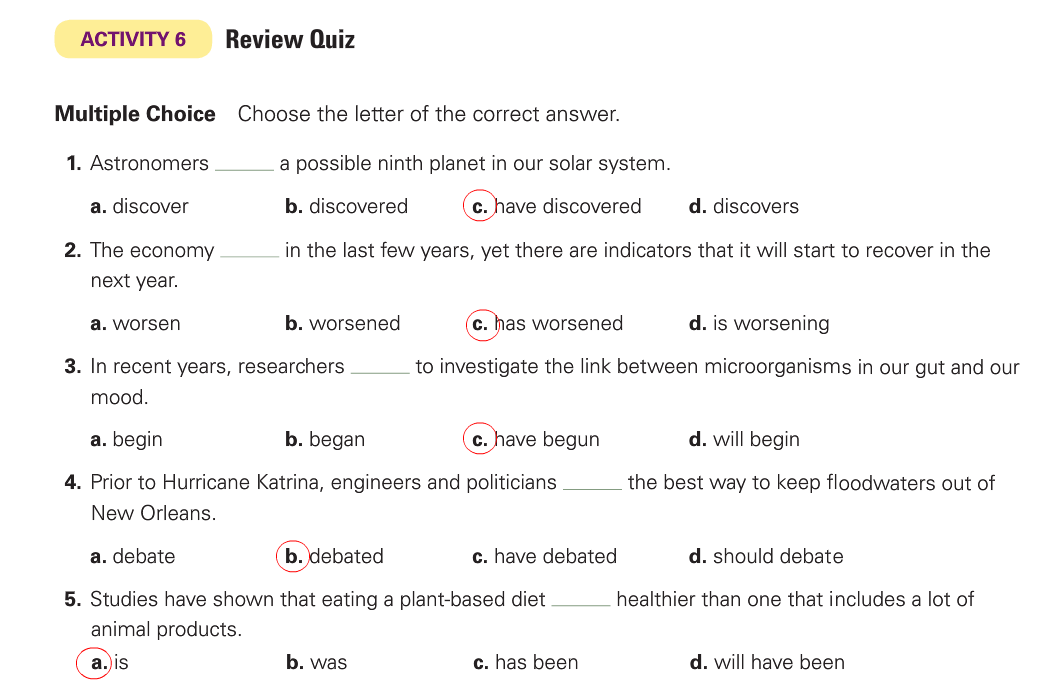 ACTIVITY 6 Review Quiz
Multiple Choice Choose the letter of the correct answer.
1. Astronomers ______ a possible ninth planet in our solar system.
a. discover b. discovered c. have discovered d. discovers
2. The economy ______ in the last few years, yet there are indicators that it will start to recover in the
next year.
a. worsen b. worsened c. has worsened d. is worsening
3. In recent years, researchers ______ to investigate the link between microorganisms in our gut and our
mood.
a. begin b. began c. have begun d. will begin
4. Prior to Hurricane Katrina, engineers and politicians ______ the best way to keep floodwaters out of
New Orleans.
a. debate b. debated c. have debated d. should debate
5. Studies have shown that eating a plant-based diet ______ healthier than one that includes a lot of
animal products.
a. is b. was c. has been d. will have been